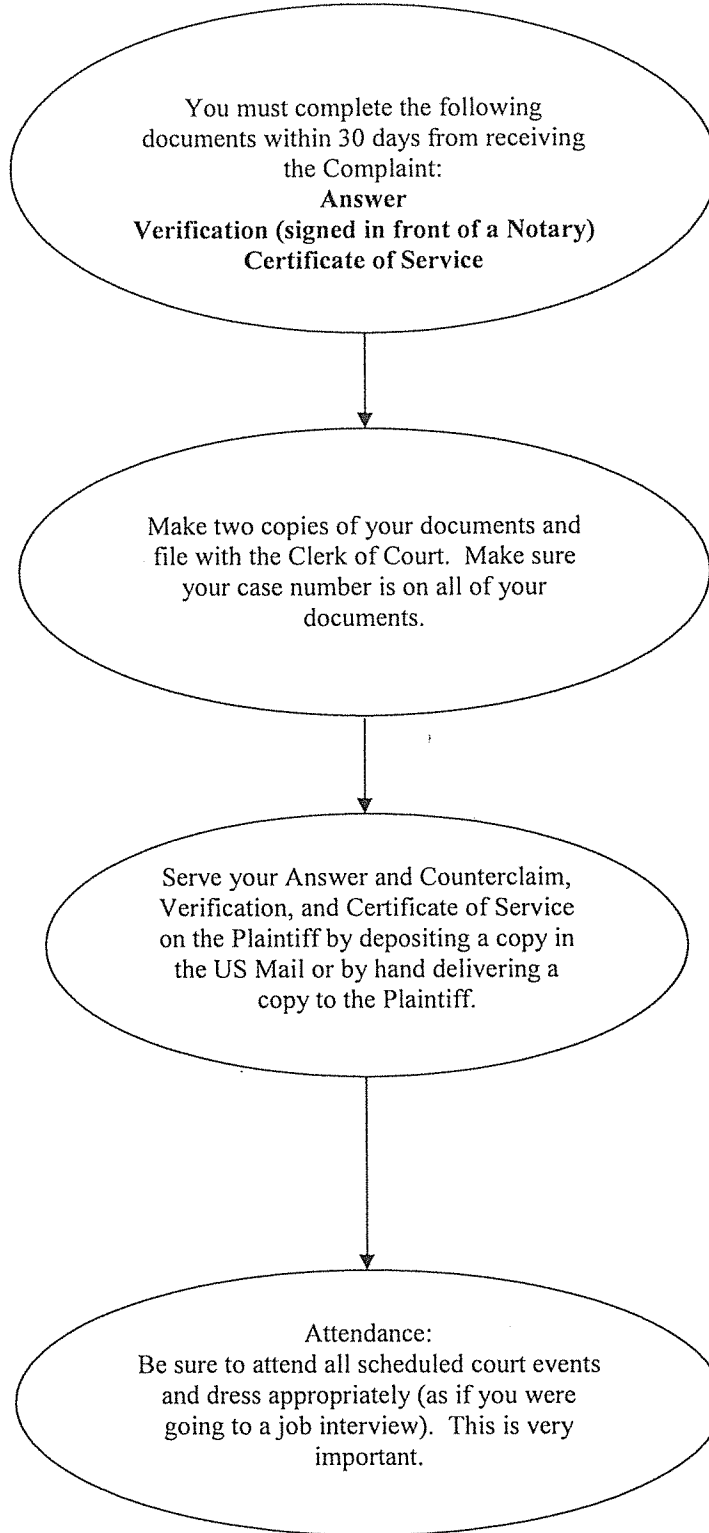 You must complete the following
documents within 30 days from receiving
the Complaint:
Answer
Verification (signed in front of a Notary)
Certificate of Service
Make two copies of your documents and
file with the Clerk of Court. Make sure
your case number is on all of your
documents.
Serve your Answer and Counterclaim,
Verification, and Certificate of Service
on the Plaintiff by depositing a copy in
the US Mail or by hand delivering a
copy to the Plaintiff.
Attendance:
Be sure to attend all scheduled court events
and dress appropriately (as if you were
going to a job interview). This is very
important.